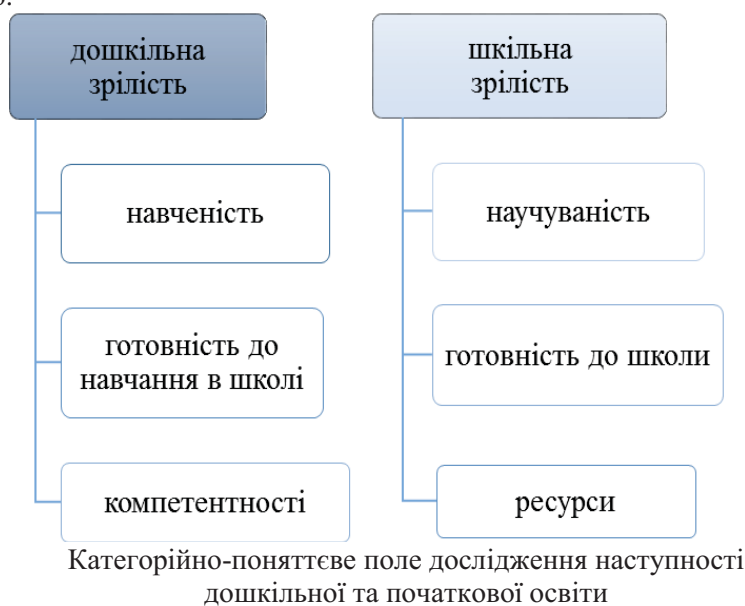 дошкільна
зрілість
навченість
готовність до
навчання в школі
компетентності
шкільна
зрілість
научуваність
готовність до школи
ресурси
Категорійно-поняттєве поле дослідження наступності
дошкільної та початкової освіти